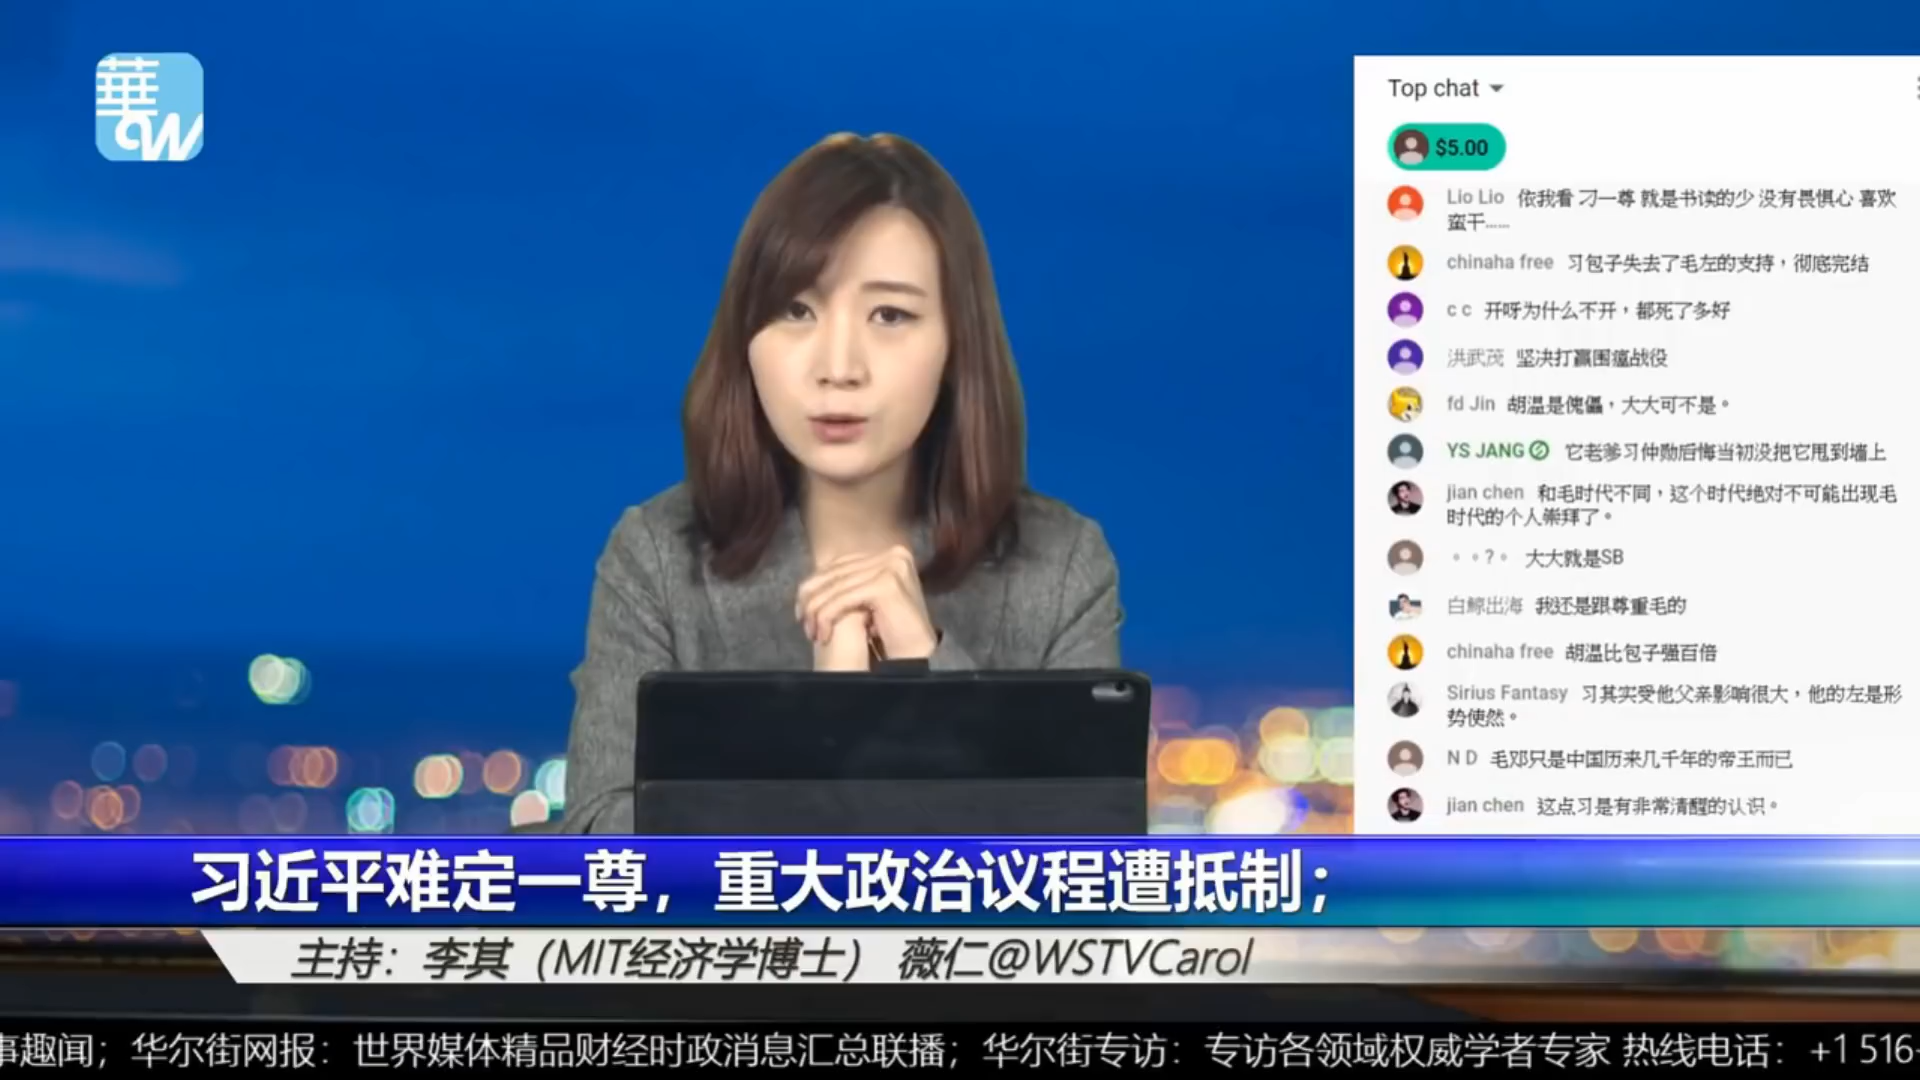 華
W
Top chat
$5.00
Lio Lio 依我看 刁一尊 就是书读的少 没有畏惧心 喜欢
蛮干......
chinaha free 习包子失去了毛左的支持，彻底完结
c c 开呀为什么不开，都死了多好
洪武茂 坚决打赢围瘟战役
fd Jin 胡温是傀儡，大大可不是。
YS JANG 它老爹习仲勋后悔当初没把它甩到墙上
jian chen 和毛时代不同，这个时代绝对不可能出现毛
时代的个人崇拜了。
。。?。 大大就是SB
白鲸出海 我还是跟尊重毛的
chinaha free 胡温比包子强百倍
Sirius Fantasy 习其实受他父亲影响很大，他的左是形
势使然。
N D 毛邓只是中国历来几千年的帝王而已
jian chen 这点习是有非常清醒的认识。
习近平难定一尊，重大政治议程遭抵制；
主持：李其（MIT经济学博士） 薇仁@WSTVCarol
事趣闻；华尔街网报：世界媒体精品财经时政消息汇总联播；华尔街专访：专访各领域权威学者专家 热线电话：+1 516-